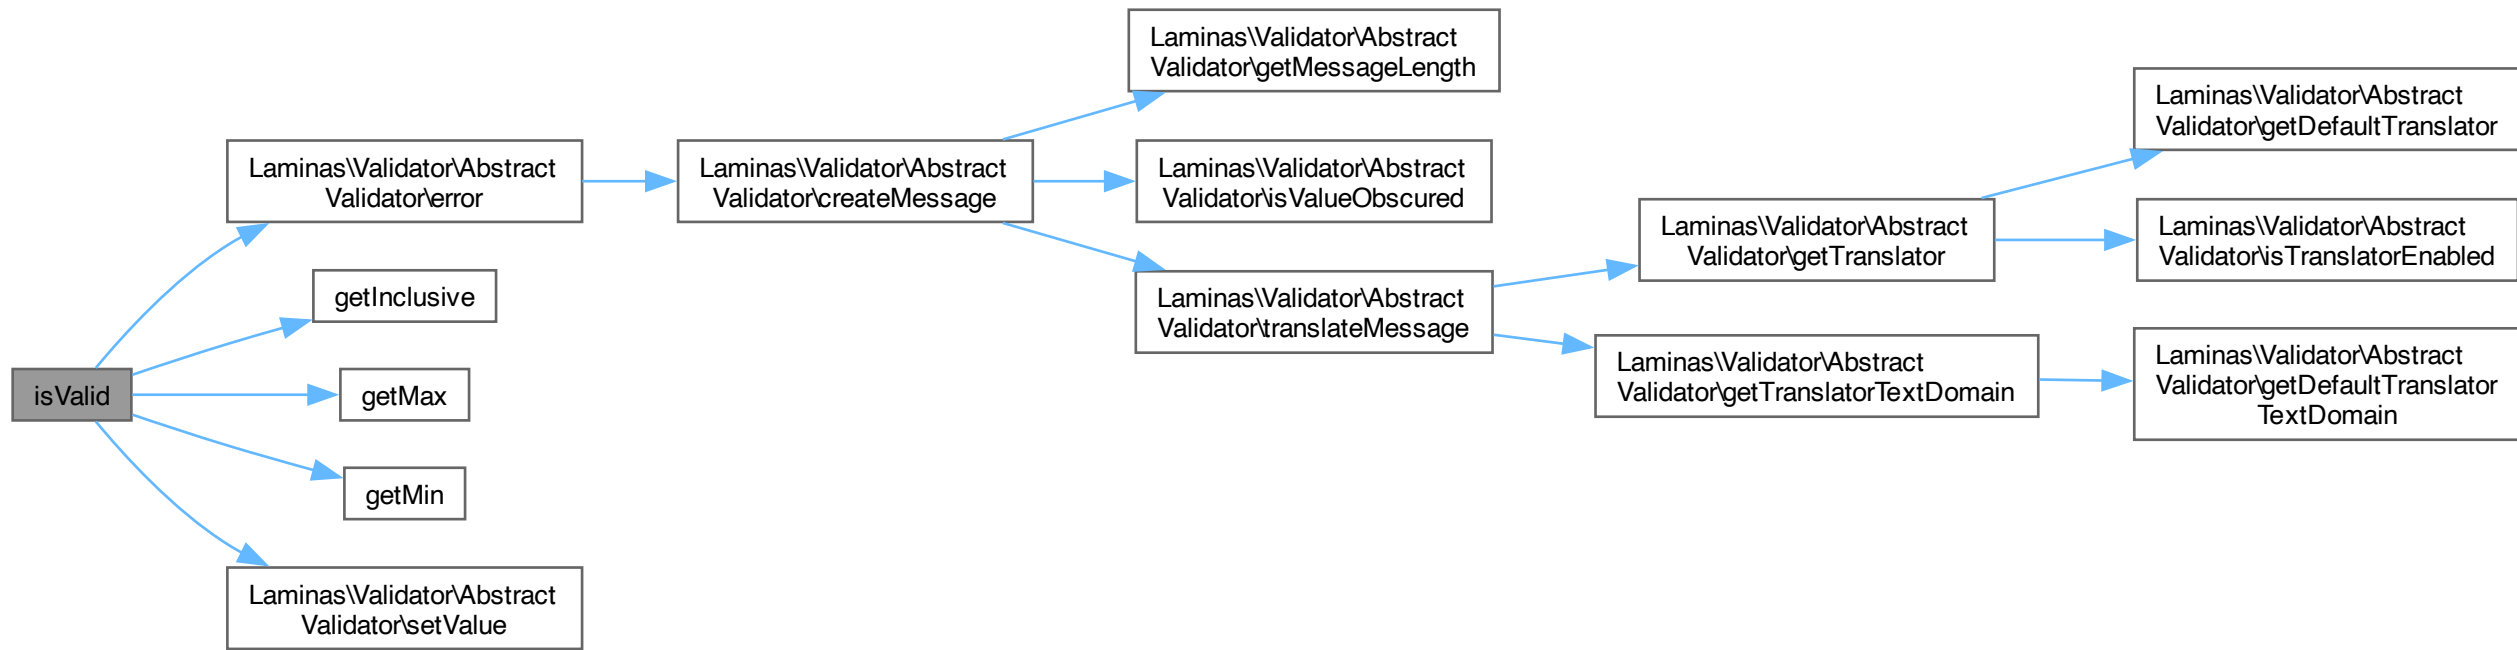 isValid
Laminas\Validator\Abstract
Validator\error
getInclusive
getMax
getMin
Laminas\Validator\Abstract
Validator\setValue
Laminas\Validator\Abstract
Validator\createMessage
Laminas\Validator\Abstract
Validator\getMessageLength
Laminas\Validator\Abstract
Validator\isValueObscured
Laminas\Validator\Abstract
Validator\translateMessage
Laminas\Validator\Abstract
Validator\getTranslator
Laminas\Validator\Abstract
Validator\getTranslatorTextDomain
Laminas\Validator\Abstract
Validator\getDefaultTranslator
Laminas\Validator\Abstract
Validator\isTranslatorEnabled
Laminas\Validator\Abstract
Validator\getDefaultTranslator
TextDomain